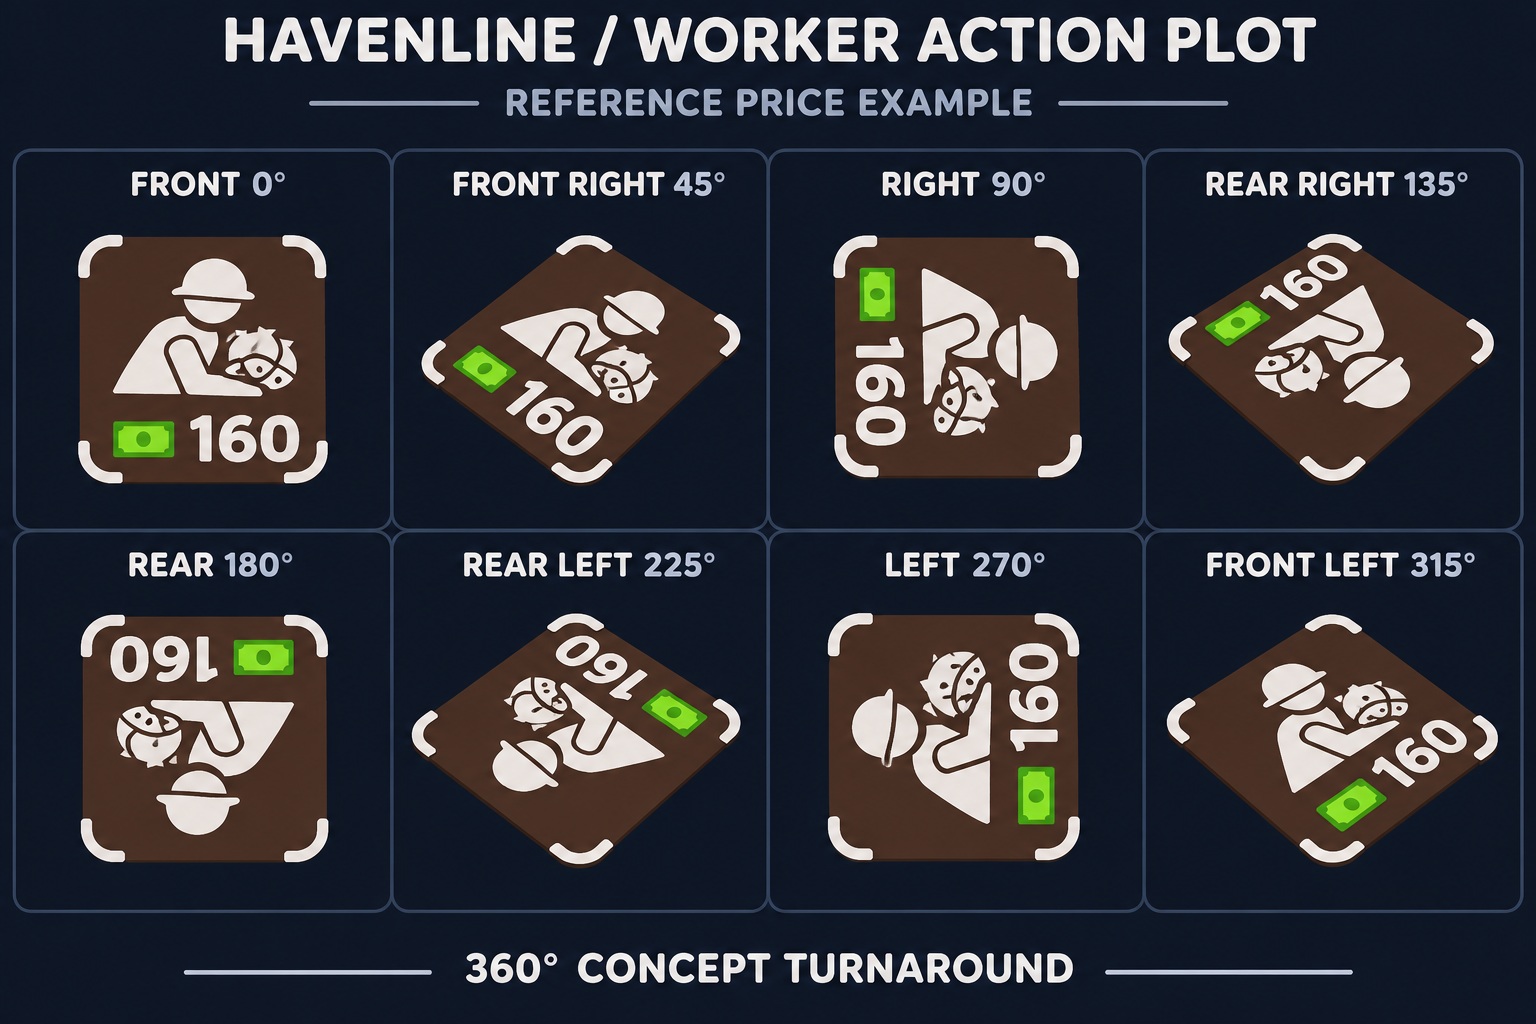 HAVENLINE / WORKER ACTION PLOT
REFERENCE PRICE EXAMPLE
FRONT 0°
160
FRONT RIGHT 45°
160
RIGHT 90°
160
REAR RIGHT 135°
160
REAR 180°
160
REAR LEFT 225°
160
LEFT 270°
160
FRONT LEFT 315°
160
360° CONCEPT TURNAROUND